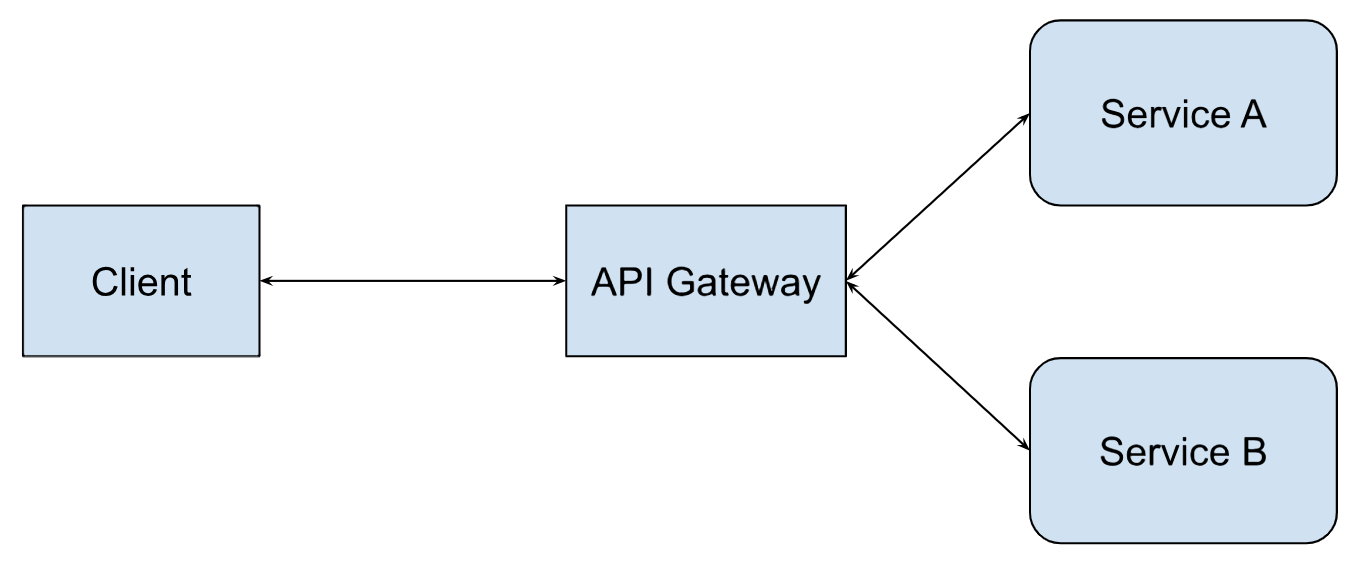 Client
API Gateway
Service A
Service B